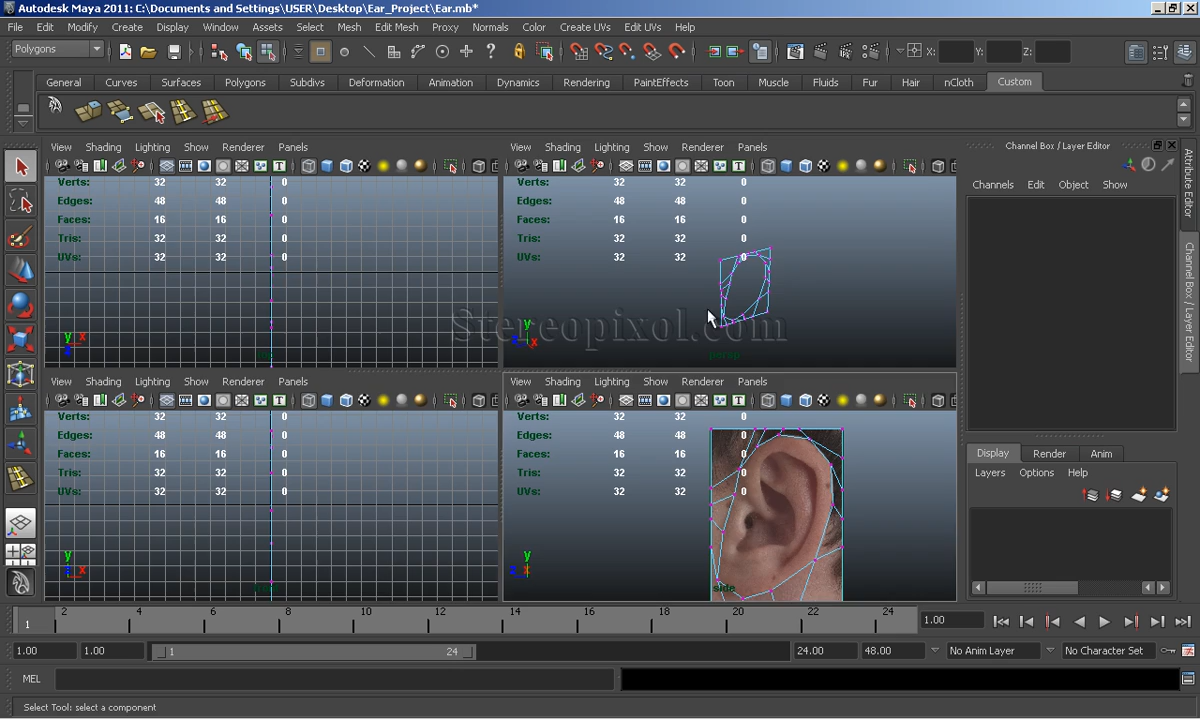 Autodesk Maya 2011: C:\Documents and Settings\USER\Desktop\Ear_Project\Ear.mb*
File Edit Modify Create Display Window Assets Select Mesh Edit Mesh Proxy Normals Color Create UVs Edit UVs Help
Polygons X: Y: Z:
General Curves Surfaces Polygons Subdivs Deformation Animation Dynamics Rendering PaintEffects Toon Muscle Fluids Fur Hair nCloth Custom
View Shading Lighting Show Renderer Panels
View Shading Lighting Show Renderer Panels
Channel Box / Layer Editor
Channels Edit Object Show
Attribute Editor
Channel Box / Layer Editor
Verts: 32 32 0
Edges: 48 48 0
Faces: 16 16 0
Tris: 32 32 0
UVs: 32 32 0
y x
z
Verts: 32 32 0
Edges: 48 48 0
Faces: 16 16 0
Tris: 32 32 0
UVs: 32 32 0
Stereopixol.com
y
z x
persp
View Shading Lighting Show Renderer Panels
View Shading Lighting Show Renderer Panels
Verts: 32 32 0
Edges: 48 48 0
Faces: 16 16 0
Tris: 32 32 0
UVs: 32 32 0
y
z x
Verts: 32 32 0
Edges: 48 48 0
Faces: 16 16 0
Tris: 32 32 0
UVs: 32 32 0
y
z x
side
Display Render Anim
Layers Options Help
1 2 4 6 8 10 12 14 16 18 20 22 24 1.00
1.00 1.00 1 24 24.00 48.00 No Anim Layer No Character Set
MEL
Select Tool: select a component